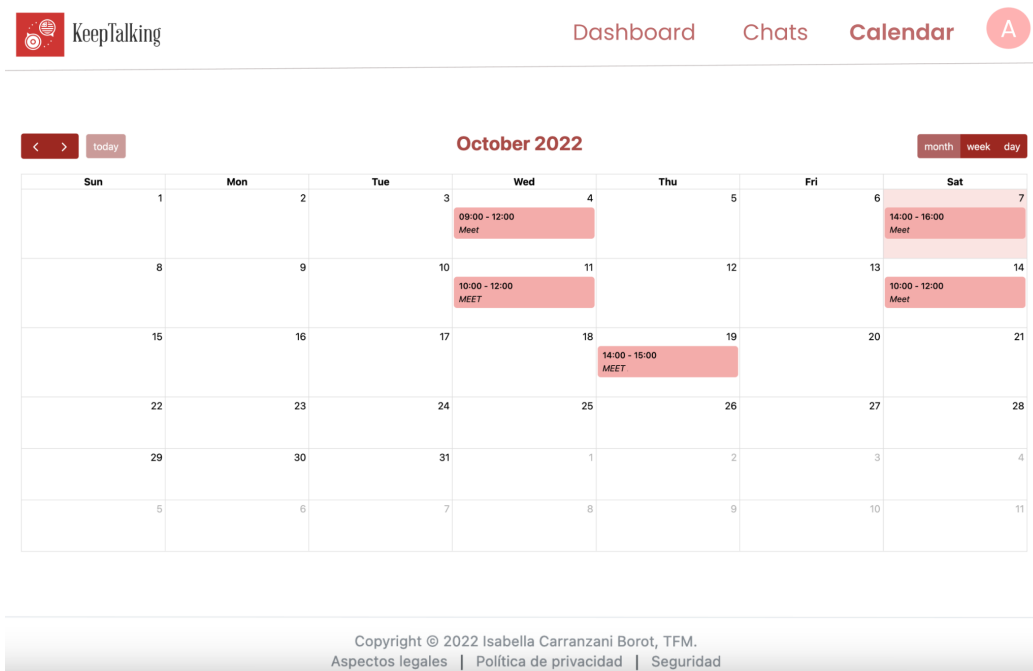 KeepTalking
Dashboard Chats Calendar A
today
October 2022
month week day
Sun Mon Tue Wed Thu Fri Sat
1 2 3 4 5 6 7
09:00 - 12:00 14:00 - 16:00
Meet Meet
8 9 10 11 12 13 14
10:00 - 12:00 10:00 - 12:00
MEET Meet
15 16 17 18 19 20 21
14:00 - 15:00
MEET
22 23 24 25 26 27 28
29 30 31 1 2 3 4
5 6 7 8 9 10 11
Copyright © 2022 Isabella Carranzani Borot, TFM.
Aspectos legales | Política de privacidad | Seguridad